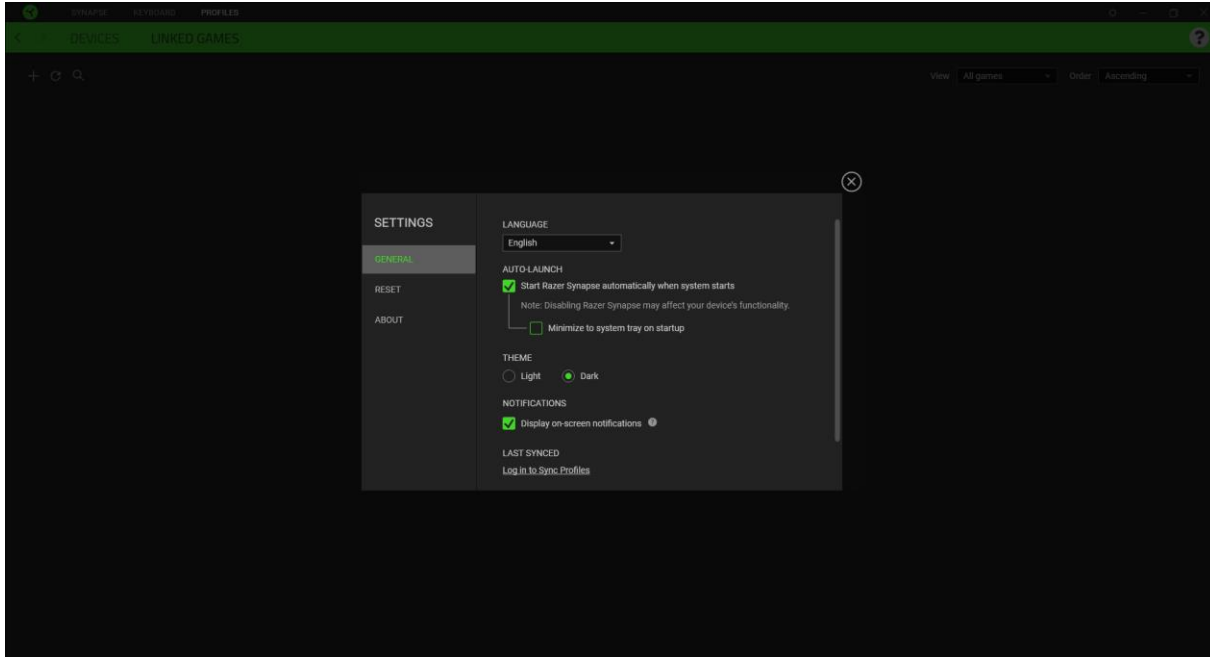 SYNAPSE KEYBOARD PROFILES
DEVICES LINKED GAMES
?
View All games Order Ascending
SETTINGS
GENERAL
RESET
ABOUT
LANGUAGE
English
AUTO-LAUNCH
Start Razer Synapse automatically when system starts
Note: Disabling Razer Synapse may affect your device's functionality.
Minimize to system tray on startup
THEME
Light Dark
NOTIFICATIONS
Display on-screen notifications
LAST SYNCED
Log in to Sync Profiles